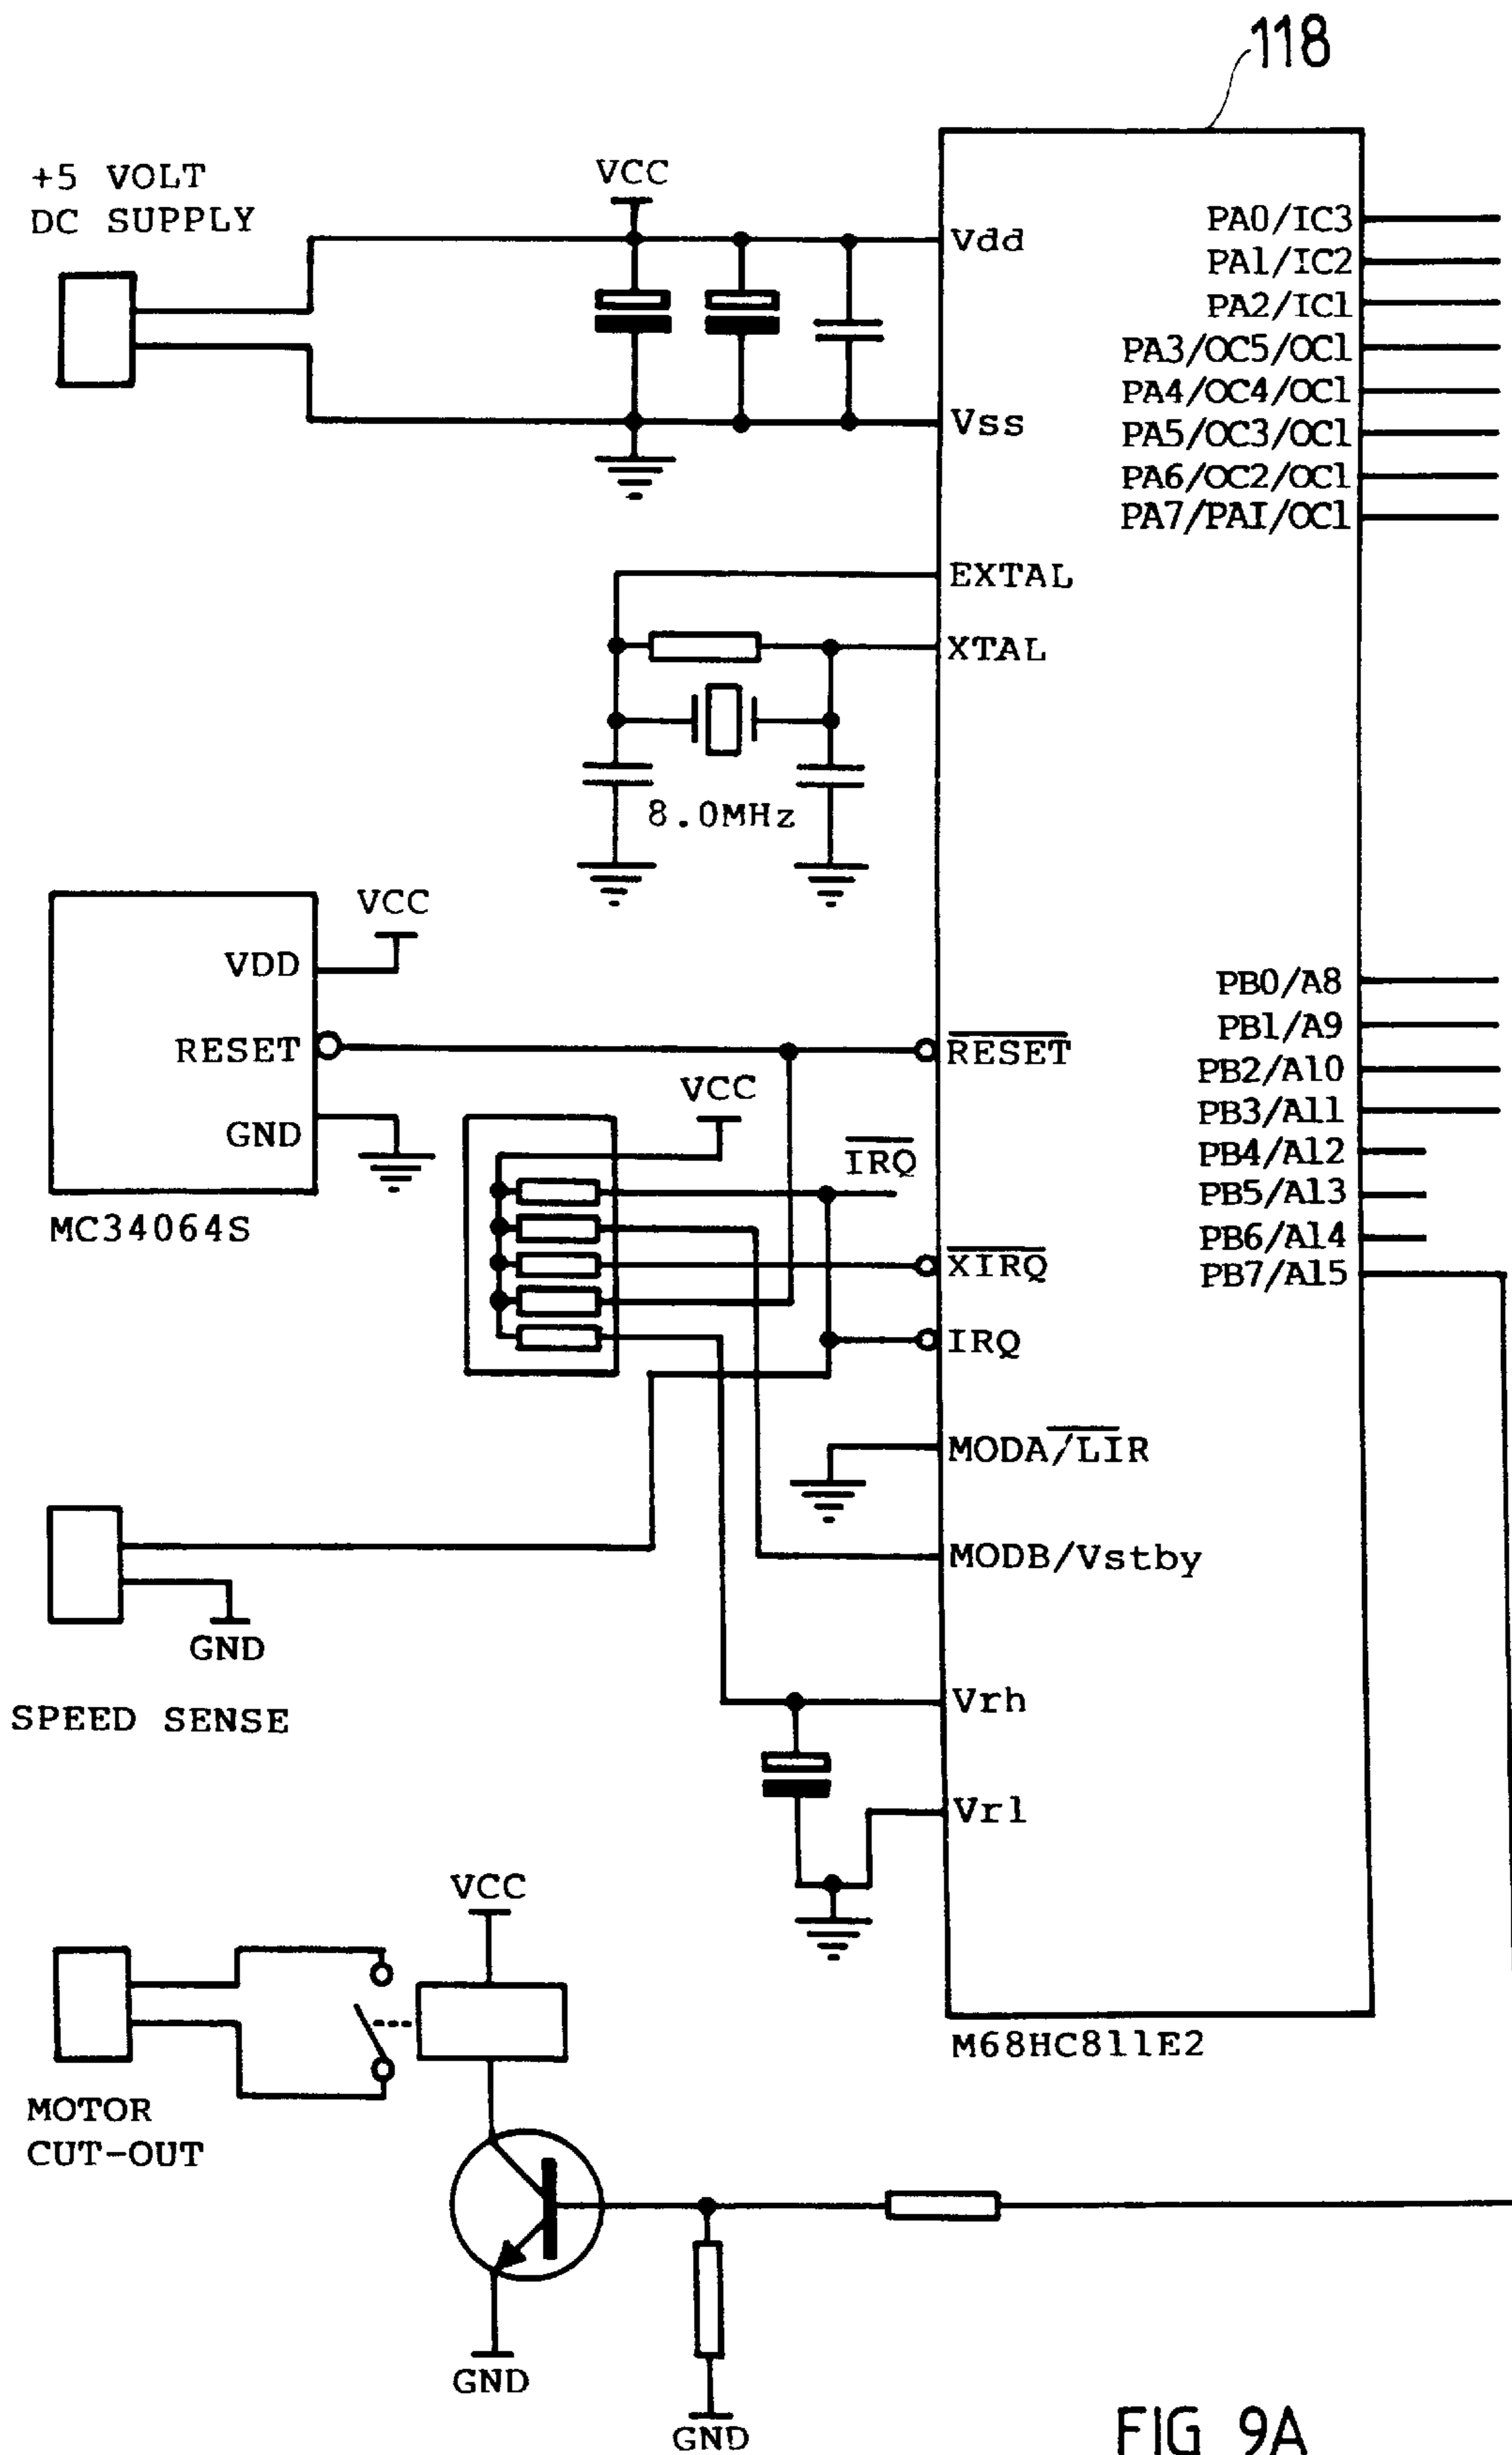 118
+5 VOLT
DC SUPPLY
VCC
Vdd
Vss
PA0/IC3
PA1/IC2
PA2/IC1
PA3/OC5/OC1
PA4/OC4/OC1
PA5/OC3/OC1
PA6/OC2/OC1
PA7/PAI/OC1
EXTAL
XTAL
8.0MHz
VCC
VDD
RESET
GND
MC34064S
RESET
VCC
IRQ
XIRQ
IRQ
PB0/A8
PB1/A9
PB2/A10
PB3/A11
PB4/A12
PB5/A13
PB6/A14
PB7/A15
MODA/LIR
MODB/Vstby
GND
SPEED SENSE
Vrh
Vrl
VCC
M68HC811E2
MOTOR
CUT-OUT
GND
GND
FIG 9A